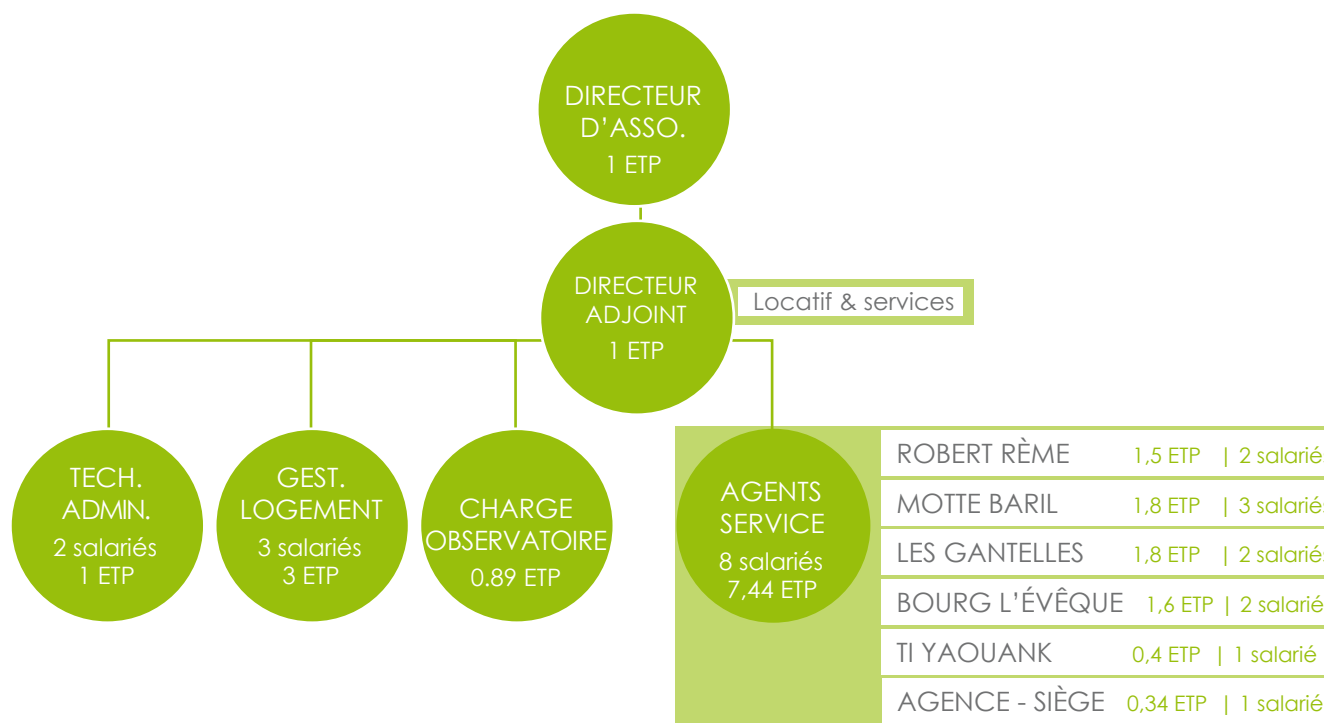 DIRECTEUR
D'ASSO.
1 ETP
DIRECTEUR
ADJOINT
1 ETP
Locatif & services
TECH.
ADMIN.
2 salariés
1 ETP
GEST.
LOGEMENT
3 salariés
3 ETP
CHARGE
OBSERVATOIRE
0.89 ETP
AGENTS
SERVICE
8 salariés
7,44 ETP
ROBERT RÈME 1,5 ETP | 2 salarié
MOTTE BARIL 1,8 ETP | 3 salarié
LES GANTELLES 1,8 ETP | 2 salarié
BOURG L'ÉVÊQUE 1,6 ETP | 2 salarié
TI YAOUANK 0,4 ETP | 1 salarié
AGENCE - SIÈGE 0,34 ETP | 1 salarié